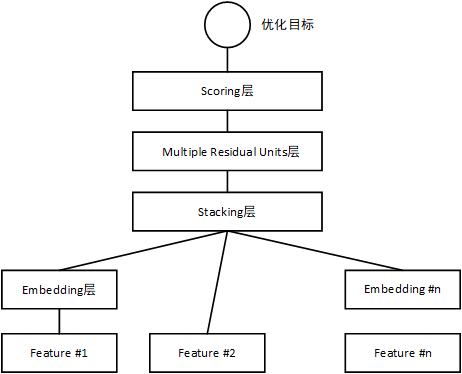 优化目标
Scoring层
Multiple Residual Units层
Stacking层
Embedding层
Embedding #n
Feature #1
Feature #2
Feature #n